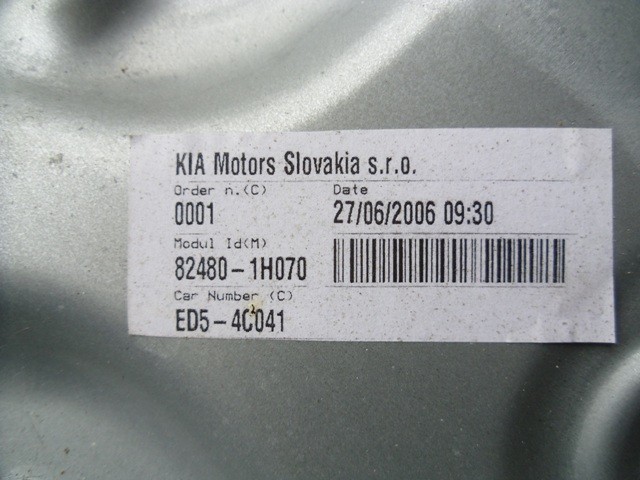 KIA Motors Slovakia s.r.o.
Order n.(C) Date
0001 27/06/2006 09:30
Modul Id(M)
82480-1H070
Car Number (C)
ED5-4C041